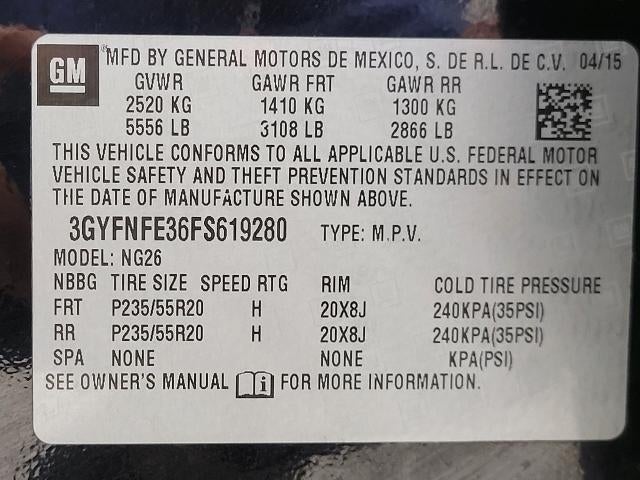 GM ® MFD BY GENERAL MOTORS DE MEXICO, S. DE R.L. DE C.V. 04/15
GVWR GAWR FRT GAWR RR
2520 KG 1410 KG 1300 KG
5556 LB 3108 LB 2866 LB
THIS VEHICLE CONFORMS TO ALL APPLICABLE U.S. FEDERAL MOTOR
VEHICLE SAFETY AND THEFT PREVENTION STANDARDS IN EFFECT ON
THE DATE OF MANUFACTURE SHOWN ABOVE.
3GYFNFE36FS619280 TYPE: M.P.V.
MODEL: NG26
NBBG TIRE SIZE SPEED RTG RIM COLD TIRE PRESSURE
FRT P235/55R20 H 20X8J 240KPA(35PSI)
RR P235/55R20 H 20X8J 240KPA(35PSI)
SPA NONE NONE KPA(PSI)
SEE OWNER'S MANUAL FOR MORE INFORMATION.